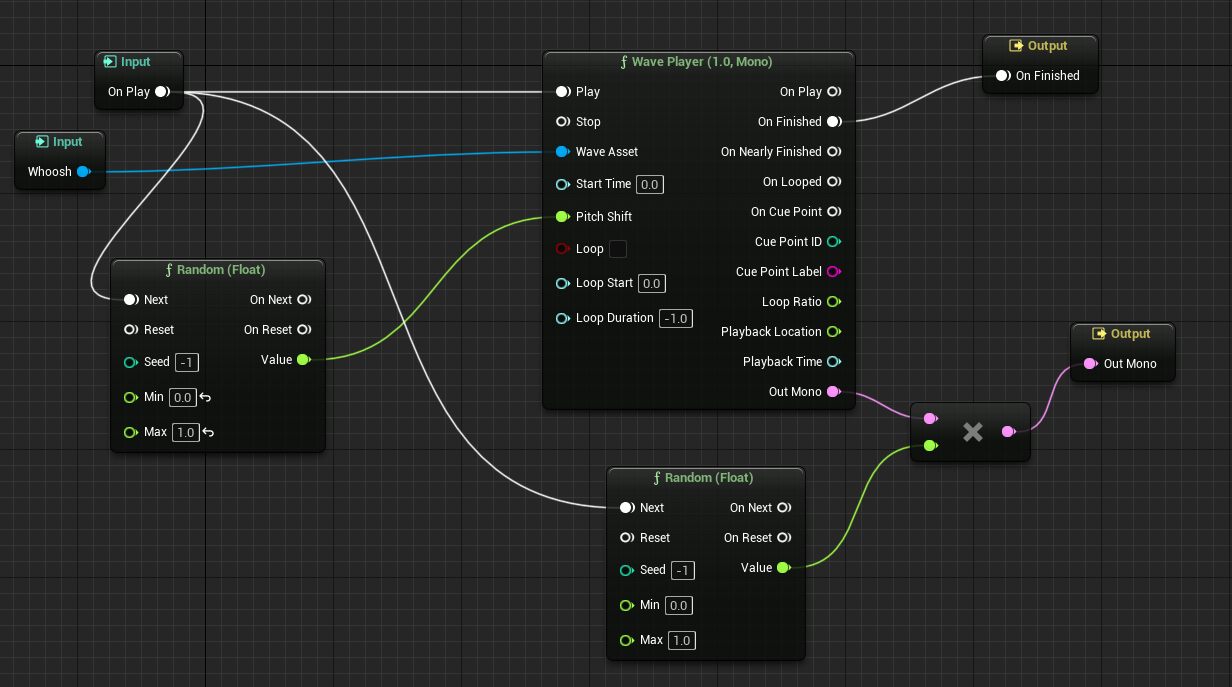 Input
On Play
Input
Whoosh
Random (Float)
Next
On Next
Reset
On Reset
Seed -1
Value
Min 0.0
Max 1.0
ƒ Wave Player (1.0, Mono)
Play
On Play
Stop
On Finished
Wave Asset
On Nearly Finished
Start Time 0.0
On Looped
Pitch Shift
On Cue Point
Loop
Cue Point ID
Loop Start 0.0
Cue Point Label
Loop Duration -1.0
Loop Ratio
Playback Location
Playback Time
Out Mono
Output
On Finished
Output
Out Mono
Random (Float)
Next
On Next
Reset
On Reset
Seed -1
Value
Min 0.0
Max 1.0